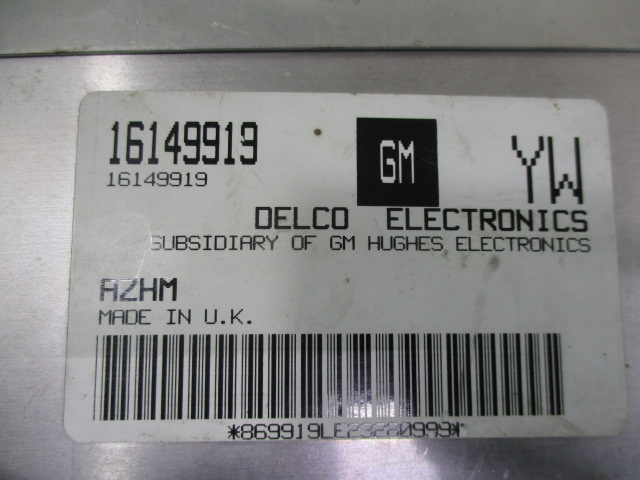 16149919
GM
YW
16149919
DELCO ELECTRONICS
SUBSIDIARY OF GM HUGHES ELECTRONICS
AZHM
MADE IN U.K.